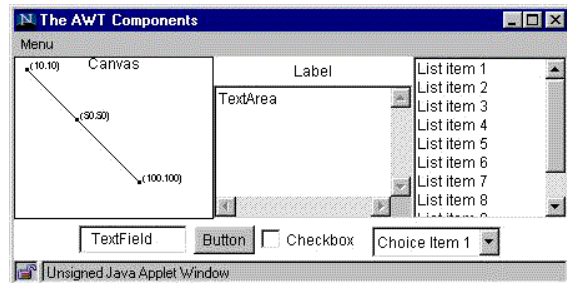 The AWT Components
Menu
(10.10)
Canvas
(50.50)
(100.100)
Label
TextArea
List item 1
List item 2
List item 3
List item 4
List item 5
List item 6
List item 7
List item 8
TextField
Button
Checkbox
Choice Item 1
Unsigned Java Applet Window